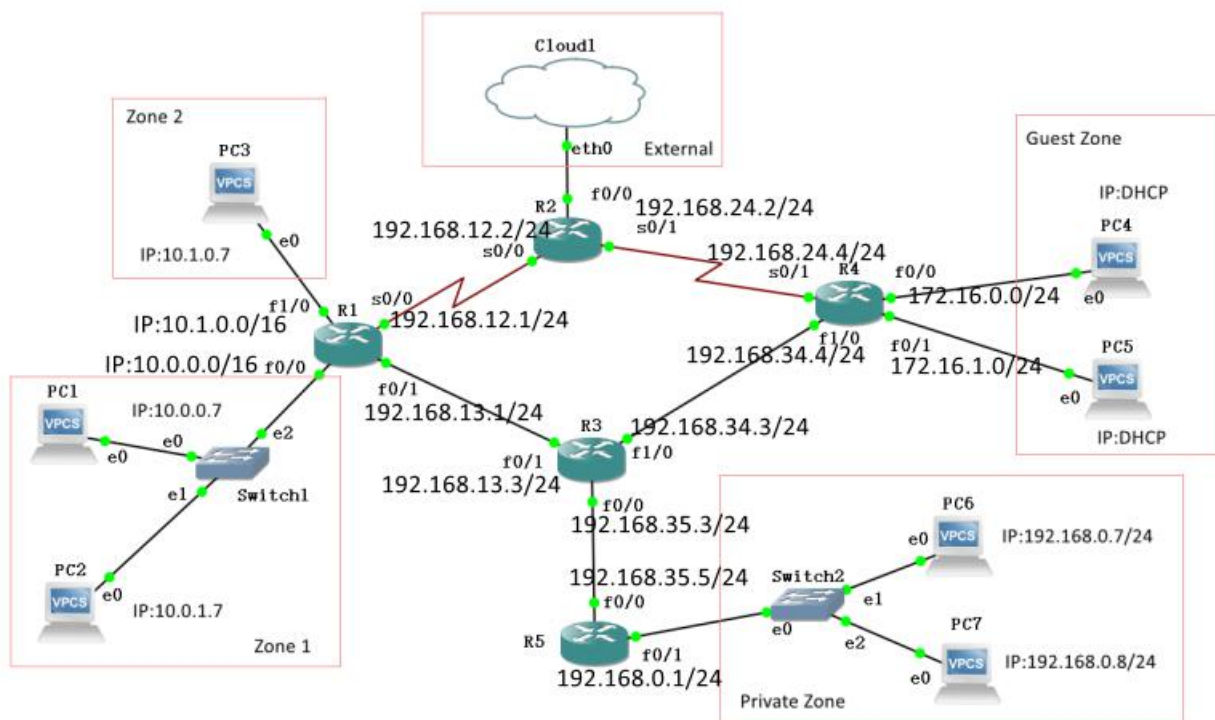 Cloud1
eth0
External
Zone 2
PC3
VPCS
e0
IP:10.1.0.7
f1/0
R1
IP:10.1.0.0/16
IP:10.0.0.0/16
f0/0
s0/0
192.168.12.1/24
f0/1
192.168.13.1/24
R2
f0/0
192.168.24.2/24
s0/1
192.168.12.2/24
s0/0
192.168.24.4/24
s0/1
R4
f0/0
172.16.0.0/24
f0/1
172.16.1.0/24
f1/0
192.168.34.4/24
Guest Zone
IP:DHCP
PC4
VPCS
e0
PC5
VPCS
e0
IP:DHCP
PC1
VPCS
e0
IP:10.0.0.7
e0
e2
e1
Switch1
PC2
VPCS
e0
IP:10.0.1.7
Zone 1
R3
192.168.34.3/24
f0/1
f1/0
192.168.13.3/24
f0/0
192.168.35.3/24
192.168.35.5/24
f0/0
R5
f0/1
192.168.0.1/24
Switch2
e0
e1
e2
PC6
VPCS
e0
IP:192.168.0.7/24
PC7
VPCS
e0
IP:192.168.0.8/24
Private Zone